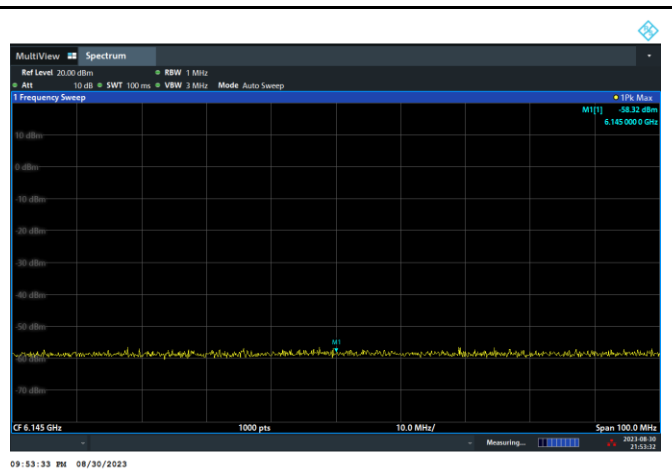 MultiView Spectrum
Ref Level 20.00 dBm RBW 1 MHz
Att 10 dB SWT 100 ms VBW 3 MHz Mode Auto Sweep
1 Frequency Sweep 1Pk Max
M1[1] -58.32 dBm
6.145 000 0 GHz
10 dBm
0 dBm
-10 dBm
-20 dBm
-30 dBm
-40 dBm
-50 dBm
M1
-60 dBm
-70 dBm
CF 6.145 GHz 1000 pts 10.0 MHz/ Span 100.0 MHz
Measuring... 2023-08-30
21:53:32
09:53:33 PM 08/30/2023